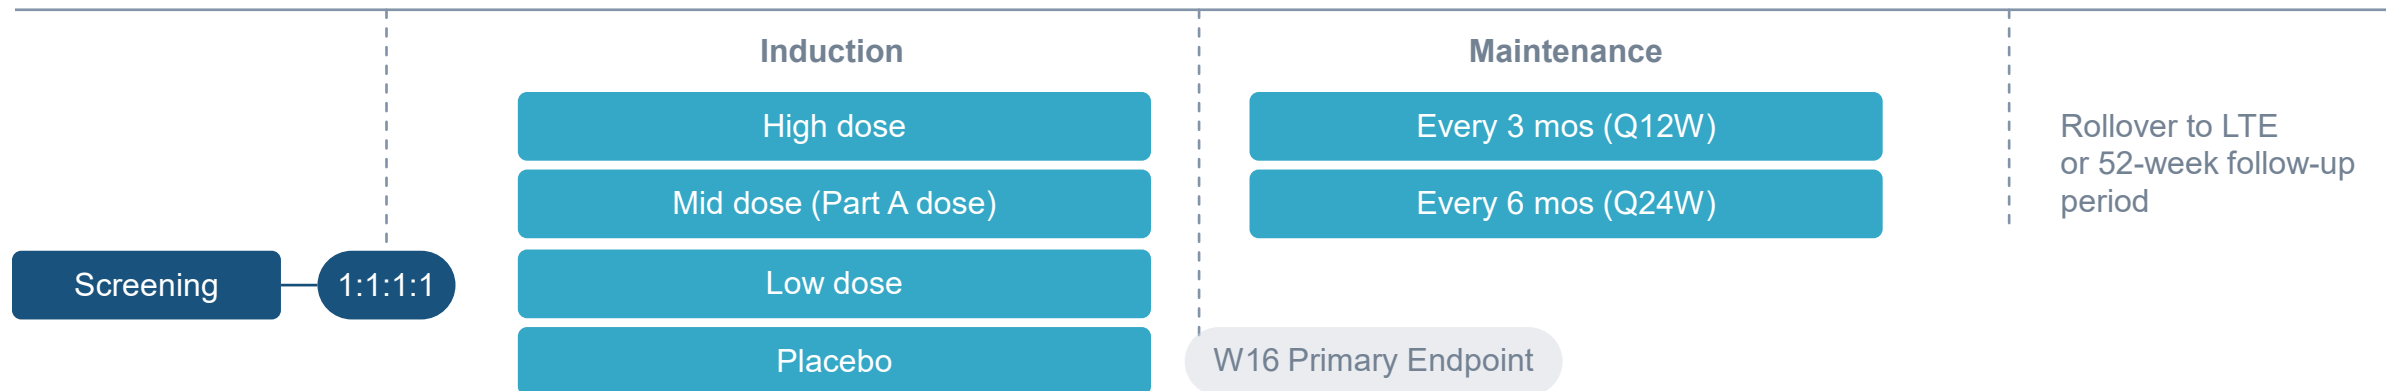 Induction
Maintenance
High dose
Every 3 mos (Q12W)
Mid dose (Part A dose)
Every 6 mos (Q24W)
Rollover to LTE
or 52-week follow-up
period
Screening
1:1:1:1
Low dose
Placebo
W16 Primary Endpoint